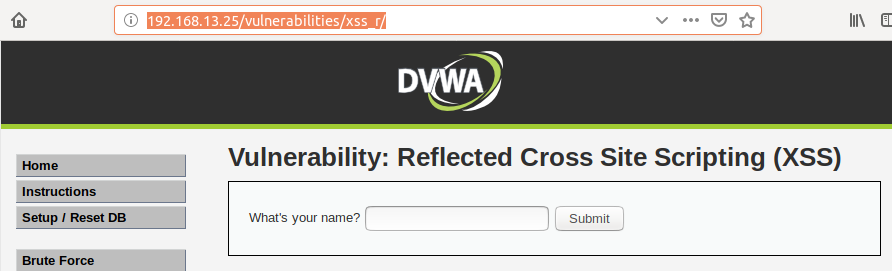 192.168.13.25/vulnerabilities/xss_r/
DVWA
Vulnerability: Reflected Cross Site Scripting (XSS)
Home
Instructions
Setup / Reset DB
Brute Force
What's your name?
Submit